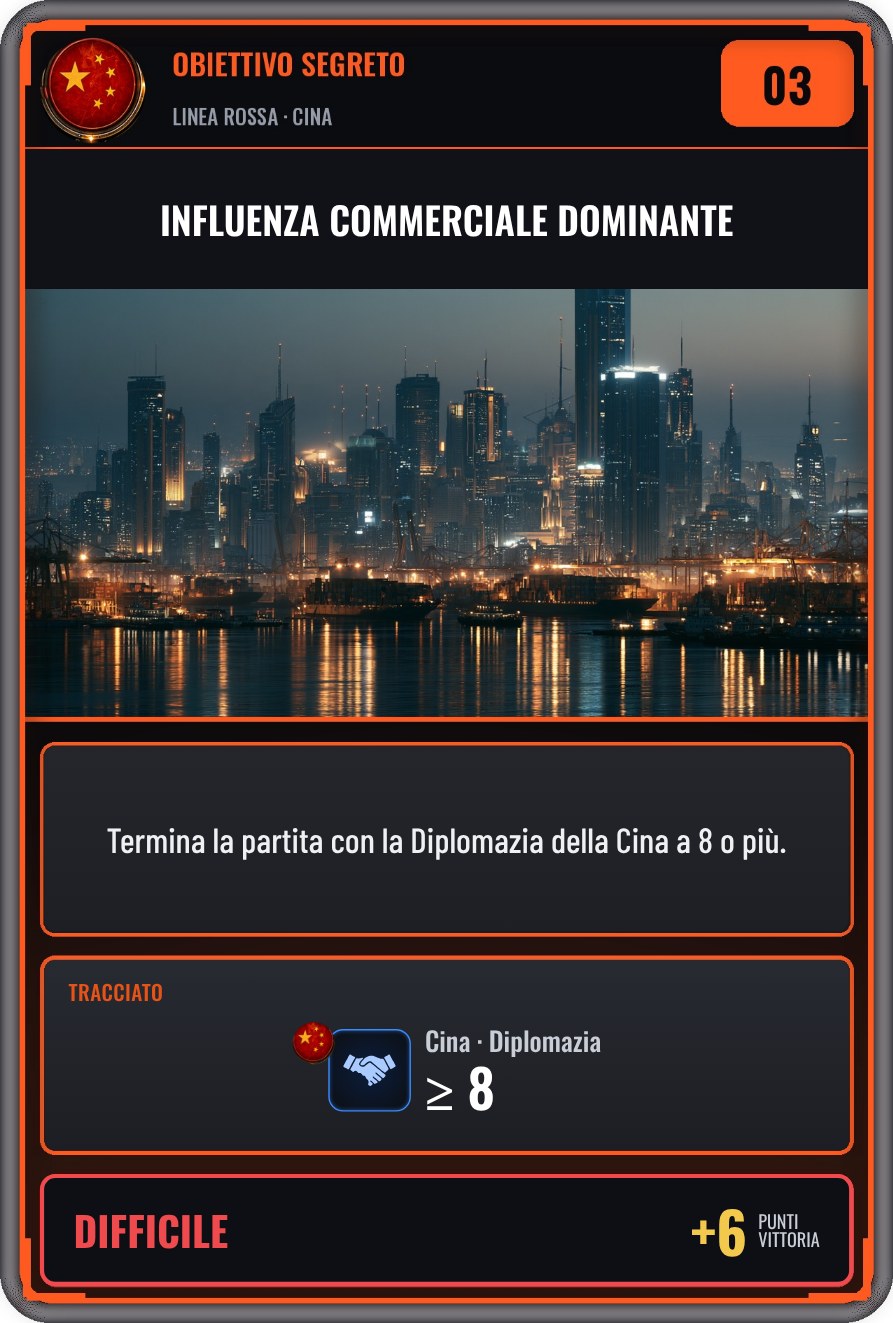 OBIETTIVO SEGRETO
LINEA ROSSA · CINA
03
INFLUENZA COMMERCIALE DOMINANTE
Termina la partita con la Diplomazia della Cina a 8 o più.
TRACCIATO
Cina · Diplomazia
≥ 8
DIFFICILE
+6
PUNTI
VITTORIA